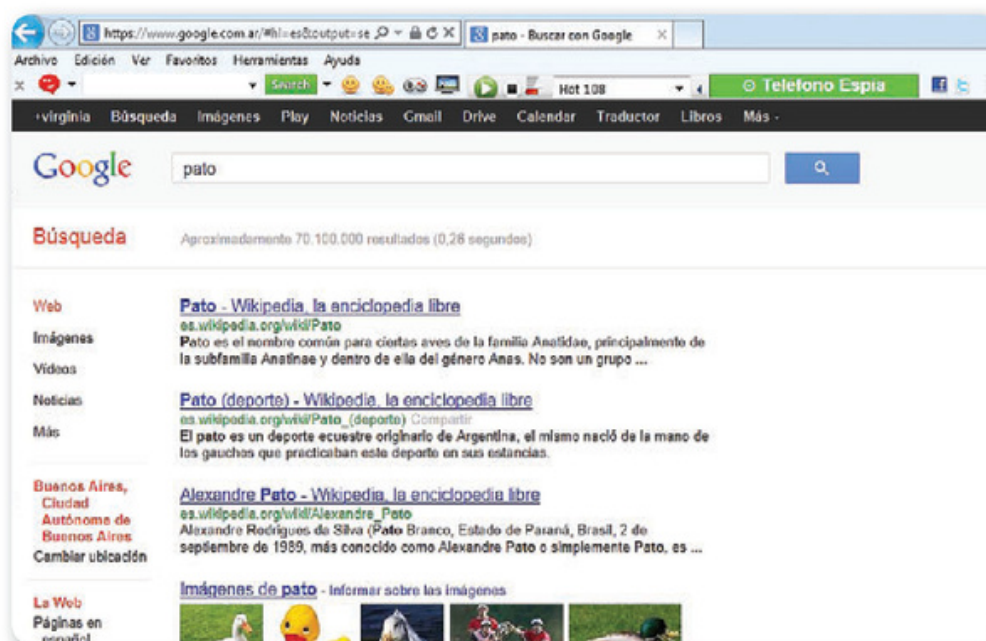 https://www.google.com.ar/#hl=es&output=se
pato - Buscar con Google
Archivo Edición Ver Favoritos Herramientas Ayuda
Search Hot 108 Telefono Espia
+virginia Búsqueda Imágenes Play Noticias Gmail Drive Calendar Traductor Libros Más
Google pato
Búsqueda Aproximadamente 70.100.000 resultados (0,26 segundos)
Web
Imágenes
Vídeos
Noticias
Más
Buenos Aires,
Ciudad
Autónoma de
Buenos Aires
Cambiar ubicación
La Web
Páginas en
español
Pato - Wikipedia, la enciclopedia libre
es.wikipedia.org/wiki/Pato
Pato es el nombre común para ciertas aves de la familia Anatidae, principalmente de
la subfamilia Anatinae y dentro de ella del género Anas. No son un grupo ...
Pato (deporte) - Wikipedia, la enciclopedia libre
es.wikipedia.org/wiki/Pato_(deporte) Compartir
El pato es un deporte ecuestre originario de Argentina, el mismo nació de la mano de
los gauchos que practicaban este deporte en sus estancias.
Alexandre Pato - Wikipedia, la enciclopedia libre
es.wikipedia.org/wiki/Alexandre_Pato
Alexandre Rodrigues da Silva (Pato Branco, Estado de Paraná, Brasil, 2 de
septiembre de 1989, más conocido como Alexandre Pato o simplemente Pato, es ...
Imágenes de pato - Informar sobre las imágenes